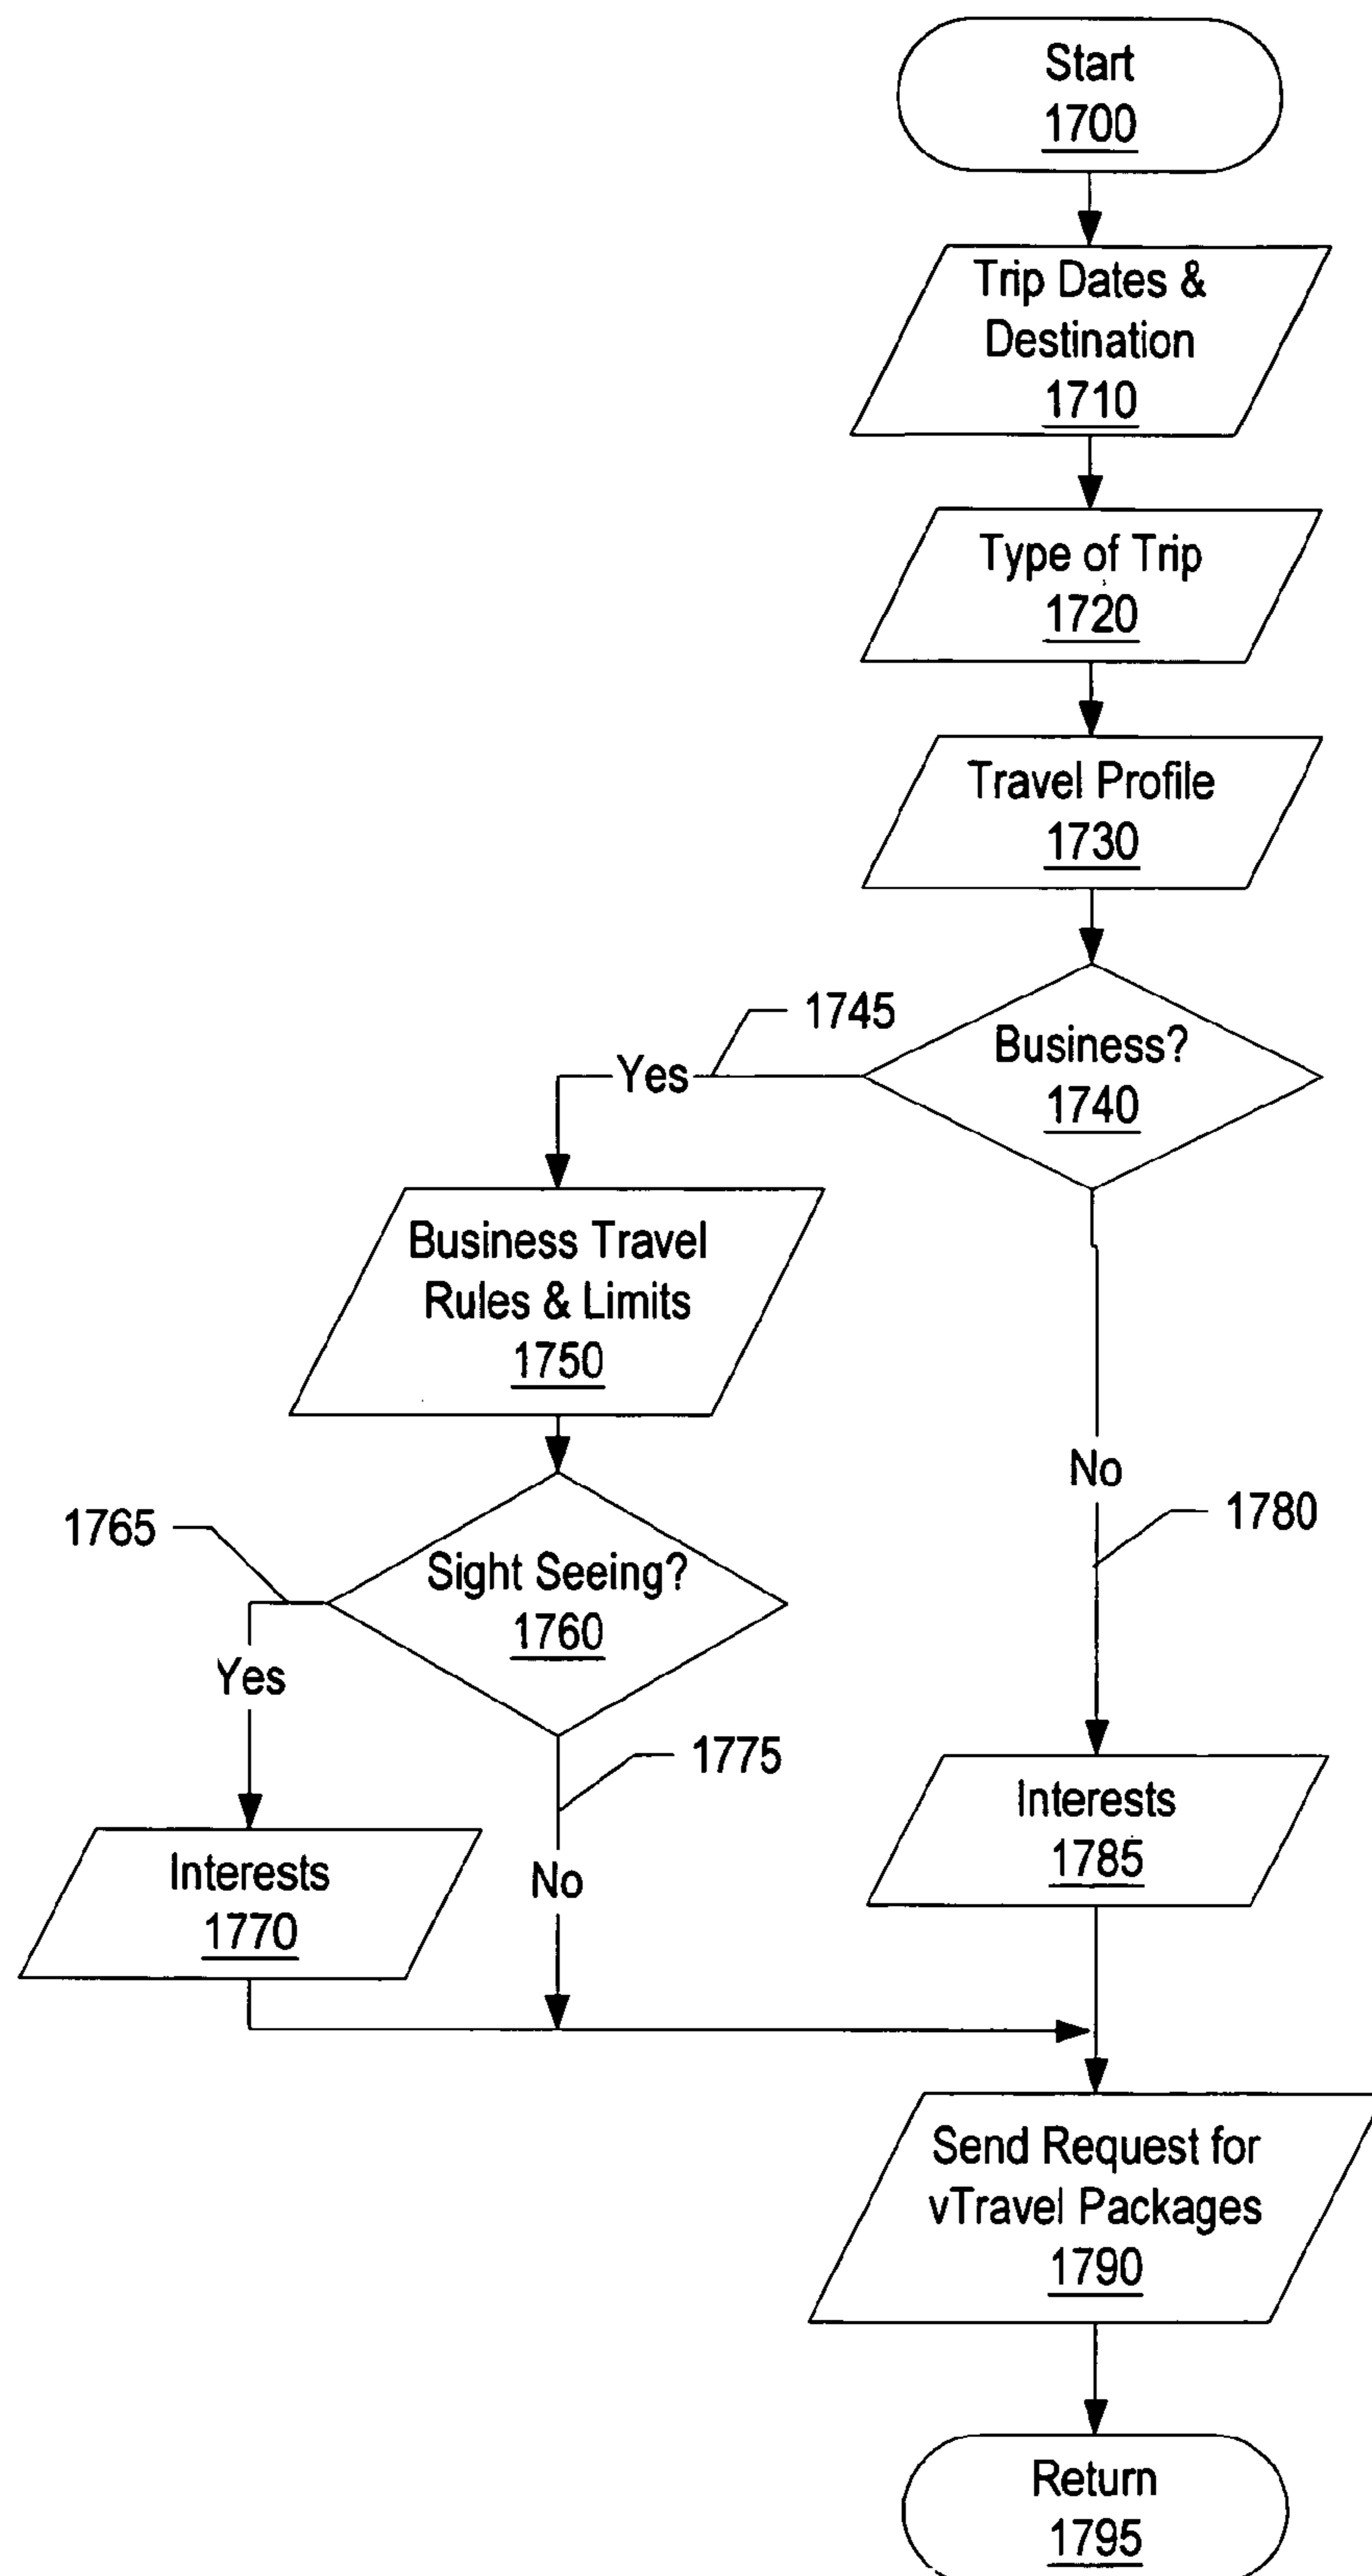 Start
1700
Trip Dates &
Destination
1710
Type of Trip
1720
Travel Profile
1730
1745
Business?
1740
Yes
Business Travel
Rules & Limits
1750
No
1780
1765
Sight Seeing?
1760
Yes
1775
No
Interests
1785
Interests
1770
Send Request for
vTravel Packages
1790
Return
1795